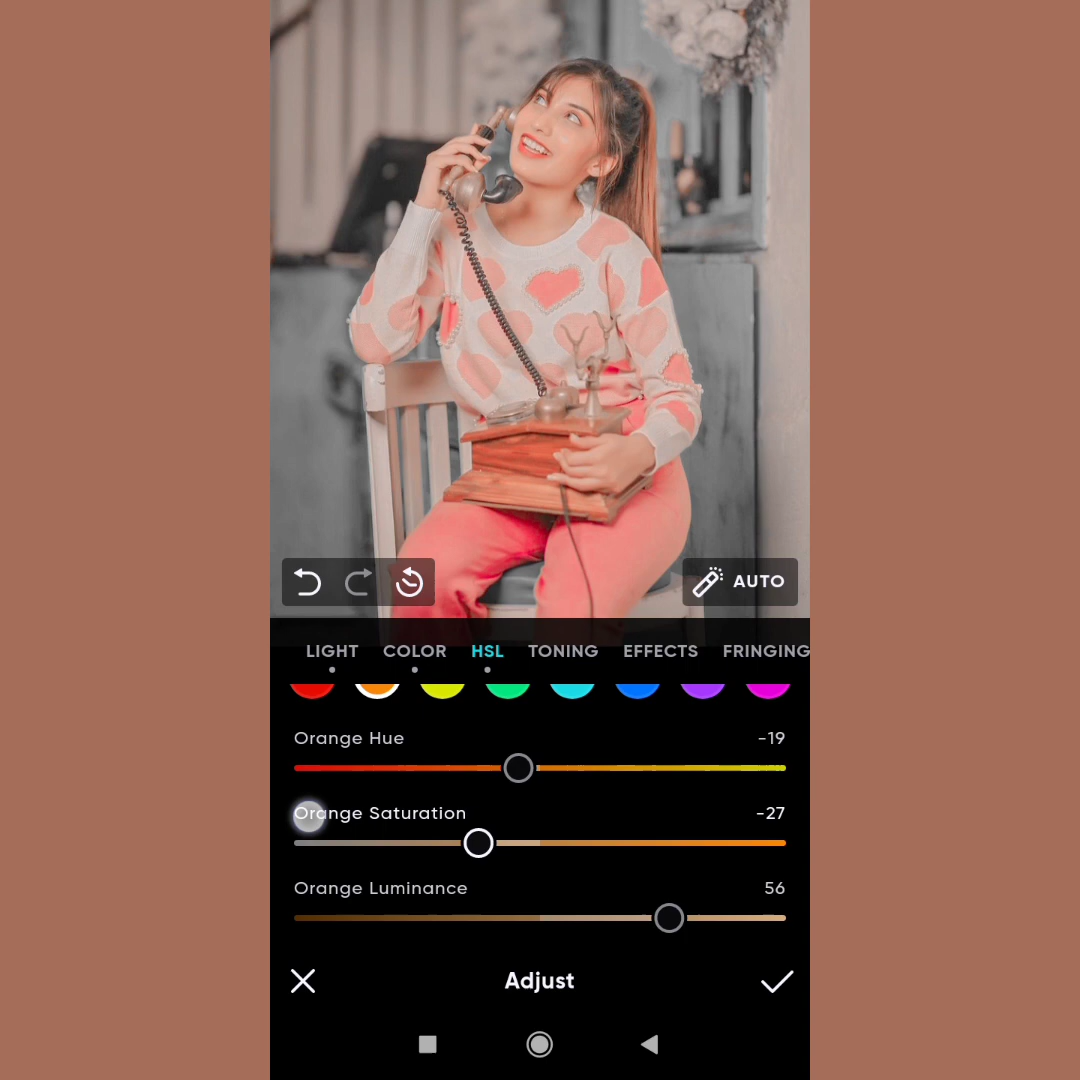 AUTO
LIGHT COLOR HSL TONING EFFECTS FRINGING
Orange Hue -19
Orange Saturation -27
Orange Luminance 56
Adjust